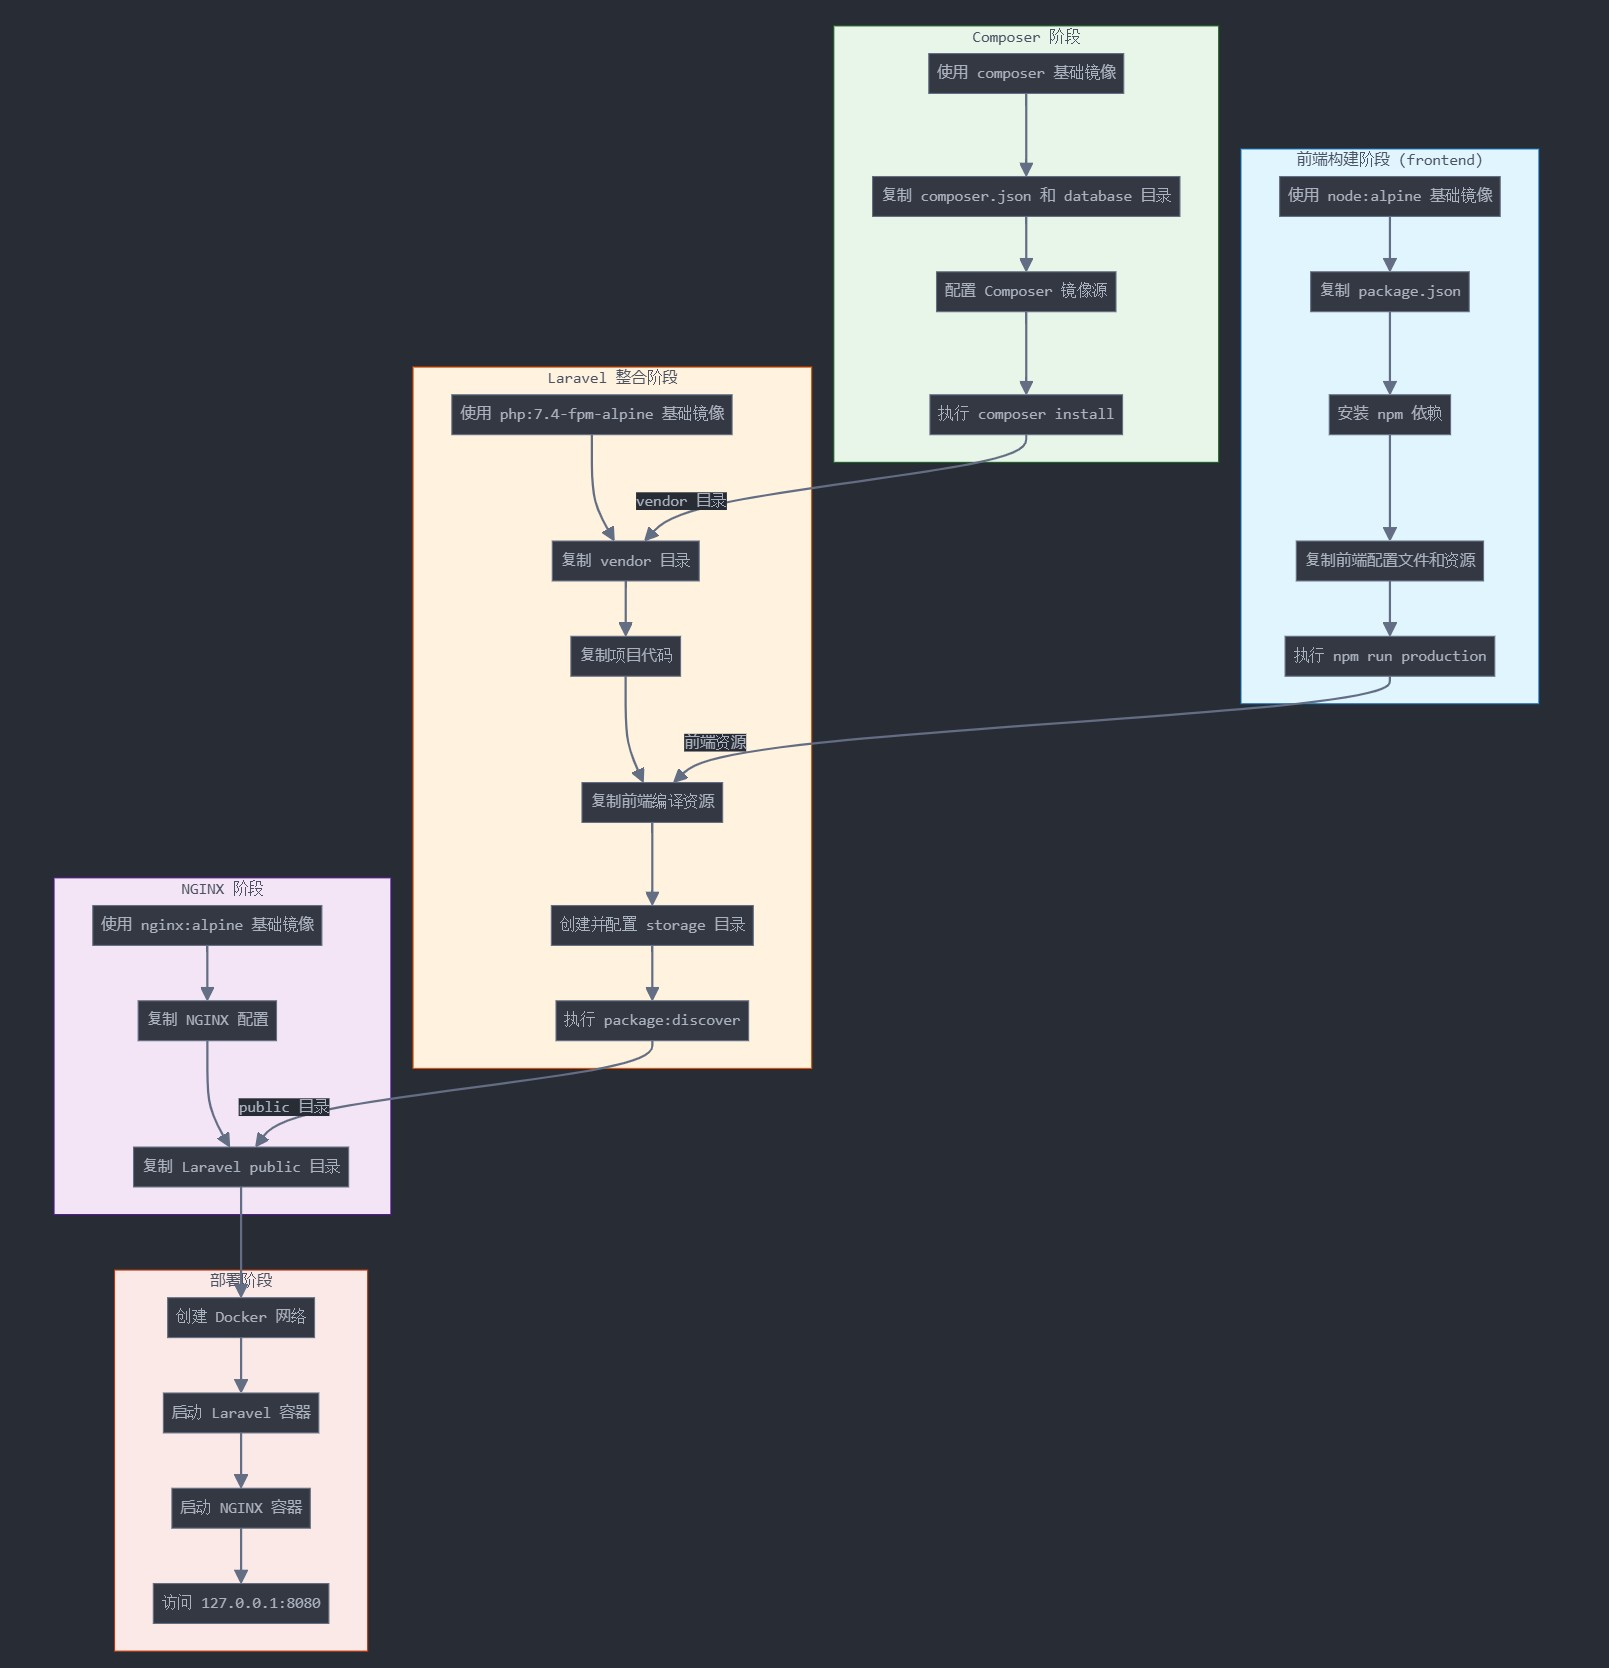 Composer 阶段
使用 composer 基础镜像
复制 composer.json 和 database 目录
配置 Composer 镜像源
执行 composer install
前端构建阶段 (frontend)
使用 node:alpine 基础镜像
复制 package.json
安装 npm 依赖
复制前端配置文件和资源
执行 npm run production
Laravel 整合阶段
使用 php:7.4-fpm-alpine 基础镜像
vendor 目录
复制 vendor 目录
复制项目代码
前端资源
复制前端编译资源
创建并配置 storage 目录
执行 package:discover
NGINX 阶段
使用 nginx:alpine 基础镜像
复制 NGINX 配置
public 目录
复制 Laravel public 目录
部署阶段
创建 Docker 网络
启动 Laravel 容器
启动 NGINX 容器
访问 127.0.0.1:8080